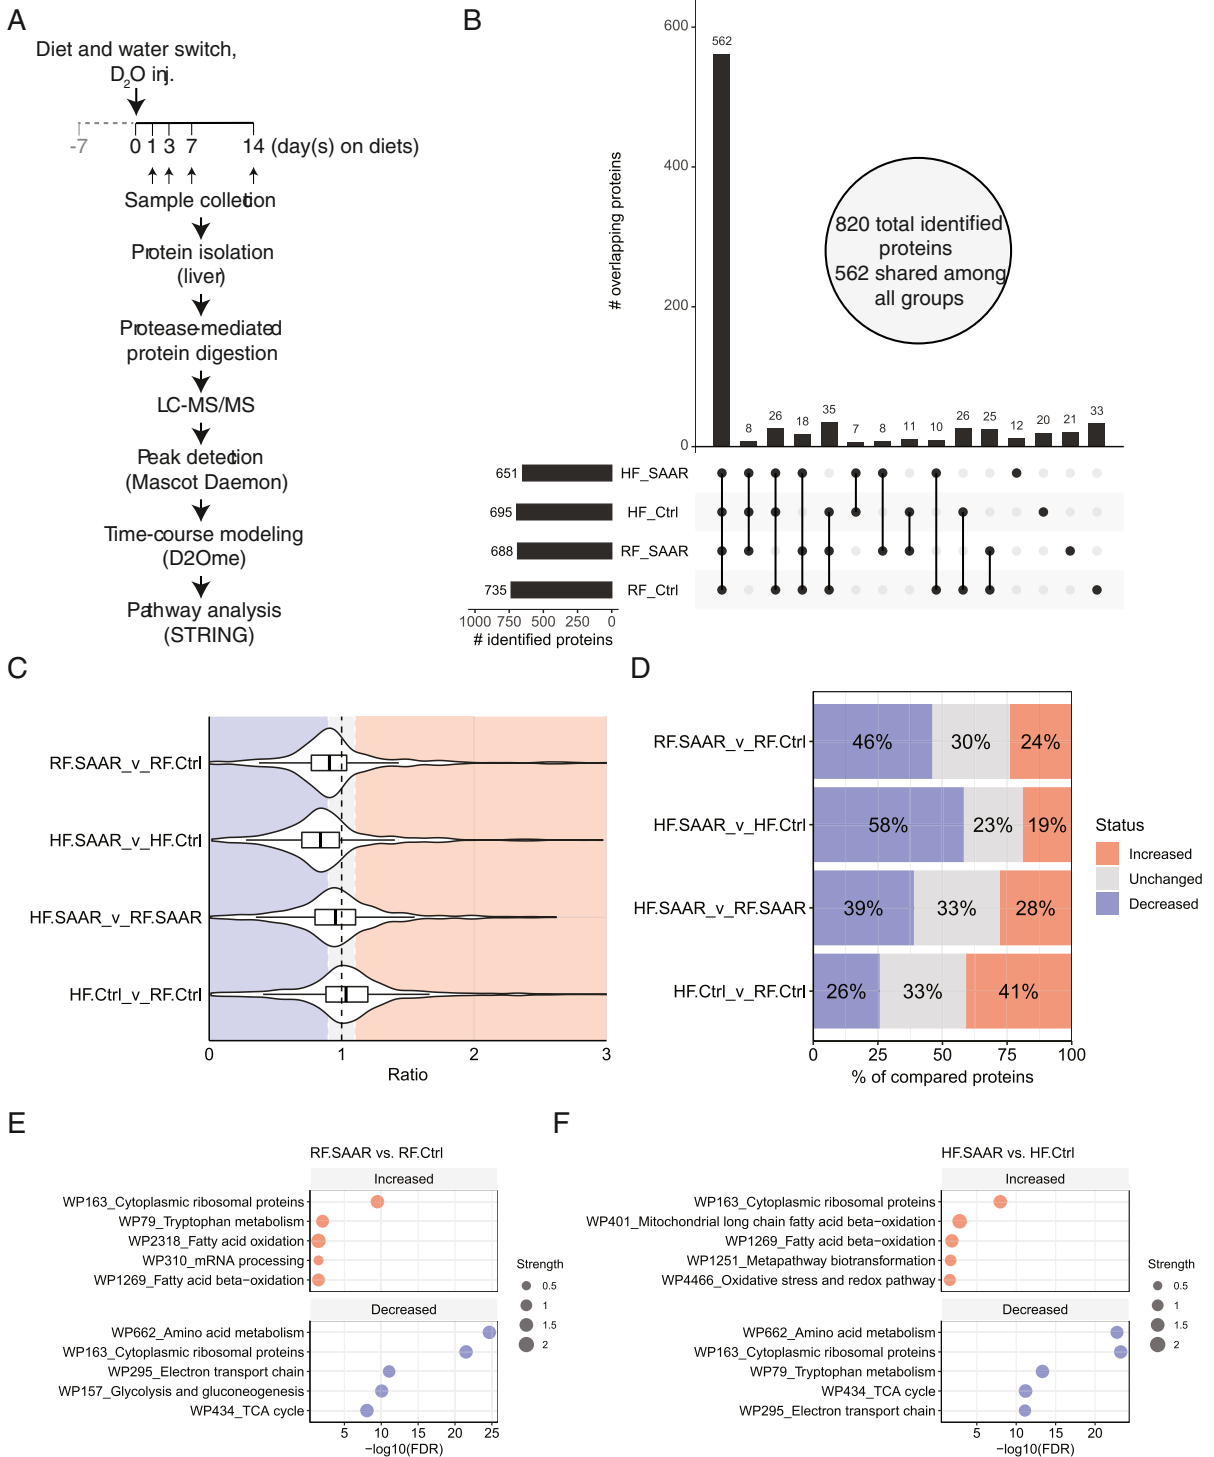 A
Diet and water switch,
D2O inj.
-7 0 1 3 7 14 (day(s) on diets)
Sample collection
Protein isolation
(liver)
Protease-mediated
protein digestion
LC-MS/MS
Peak detection
(Mascot Daemon)
Time-course modeling
(D2Ome)
Pathway analysis
(STRING)
B
# overlapping proteins
600
400
200
0
562 8 26 18 35 7 8 11 10 26 25 12 20 21 33
820 total identified
proteins
562 shared among
all groups
651 HF_SAAR
695 HF_Ctrl
688 RF_SAAR
735 RF_Ctrl
1000 750 500 250 0
# identified proteins
C
RF.SAAR_v_RF.Ctrl
HF.SAAR_v_HF.Ctrl
HF.SAAR_v_RF.SAAR
HF.Ctrl_v_RF.Ctrl
0 1 2 3
Ratio
D
RF.SAAR_v_RF.Ctrl 46% 30% 24%
HF.SAAR_v_HF.Ctrl 58% 23% 19%
HF.SAAR_v_RF.SAAR 39% 33% 28%
HF.Ctrl_v_RF.Ctrl 26% 33% 41%
0 25 50 75 100
% of compared proteins
Status
Increased
Unchanged
Decreased
E
RF.SAAR vs. RF.Ctrl
Increased
WP163_Cytoplasmic ribosomal proteins
WP79_Tryptophan metabolism
WP2318_Fatty acid oxidation
WP310_mRNA processing
WP1269_Fatty acid beta-oxidation
Decreased
WP662_Amino acid metabolism
WP163_Cytoplasmic ribosomal proteins
WP295_Electron transport chain
WP157_Glycolysis and gluconeogenesis
WP434_TCA cycle
5 10 15 20 25
−log10(FDR)
Strength
0.5
1
1.5
2
F
HF.SAAR vs. HF.Ctrl
Increased
WP163_Cytoplasmic ribosomal proteins
WP401_Mitochondrial long chain fatty acid beta-oxidation
WP1269_Fatty acid beta-oxidation
WP1251_Metapathway biotransformation
WP4466_Oxidative stress and redox pathway
Decreased
WP662_Amino acid metabolism
WP163_Cytoplasmic ribosomal proteins
WP79_Tryptophan metabolism
WP434_TCA cycle
WP295_Electron transport chain
5 10 15 20
−log10(FDR)
Strength
0.5
1
1.5
2